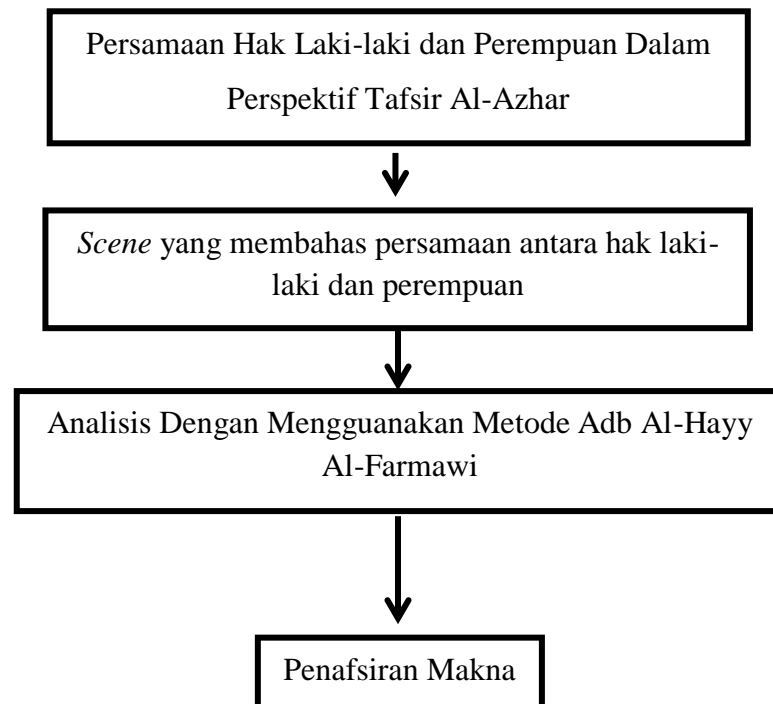 Persamaan Hak Laki-laki dan Perempuan Dalam
Perspektif Tafsir Al-Azhar
Scene yang membahas persamaan antara hak laki-
laki dan perempuan
Analisis Dengan Mengguanakan Metode Adb Al-Hayy
Al-Farmawi
Penafsiran Makna